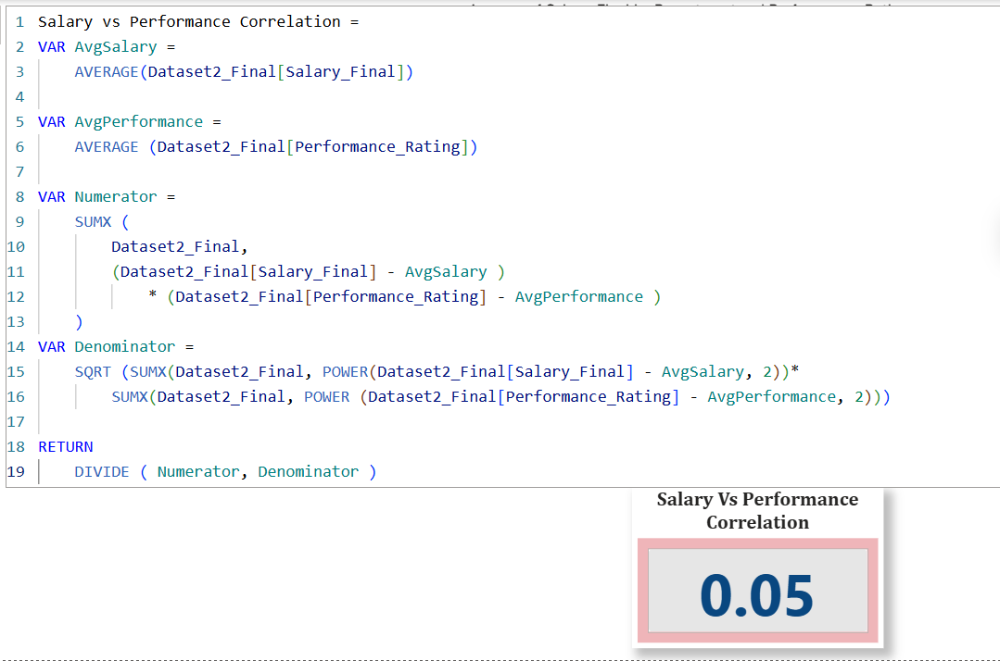 1 Salary vs Performance Correlation =
2 VAR AvgSalary =
3 AVERAGE(Dataset2_Final[Salary_Final])
4
5 VAR AvgPerformance =
6 AVERAGE (Dataset2_Final[Performance_Rating])
7
8 VAR Numerator =
9 SUMX (
10 Dataset2_Final,
11 (Dataset2_Final[Salary_Final] - AvgSalary )
12 * (Dataset2_Final[Performance_Rating] - AvgPerformance )
13 )
14 VAR Denominator =
15 SQRT (SUMX(Dataset2_Final, POWER(Dataset2_Final[Salary_Final] - AvgSalary, 2))*
16 SUMX(Dataset2_Final, POWER (Dataset2_Final[Performance_Rating] - AvgPerformance, 2)))
17
18 RETURN
19 DIVIDE ( Numerator, Denominator )
Salary Vs Performance
Correlation
0.05